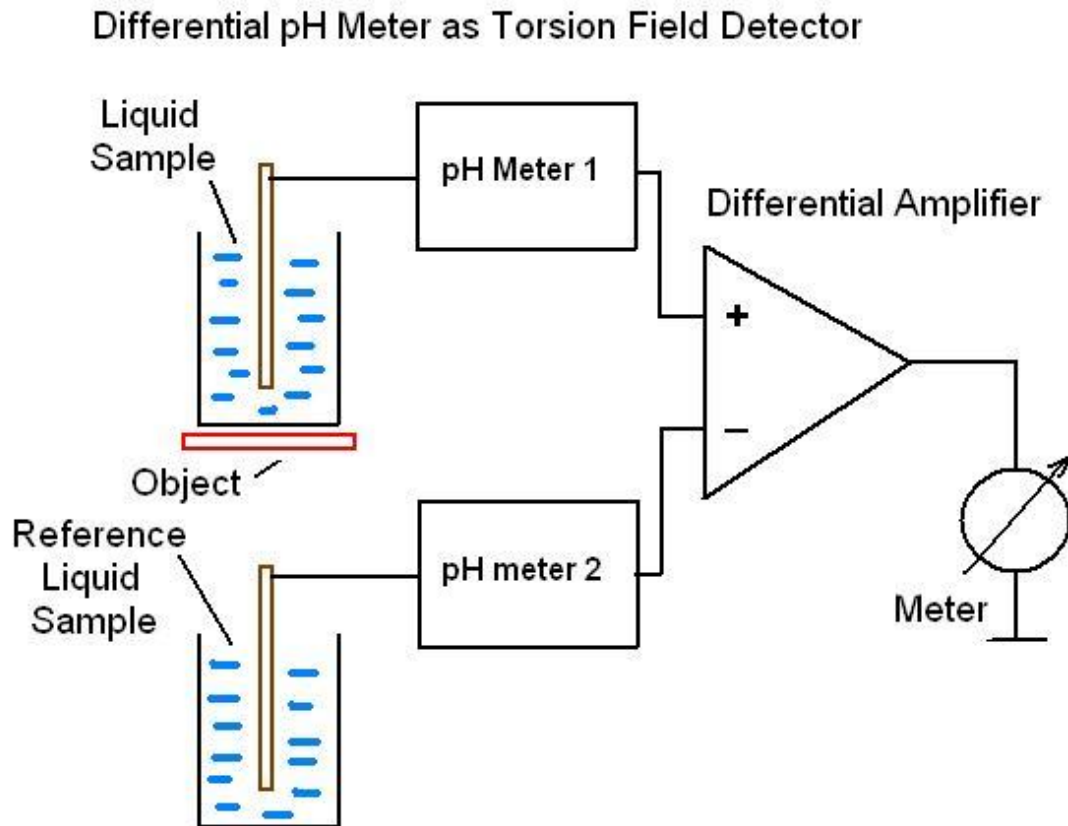 Differential pH Meter as Torsion Field Detector
Liquid
Sample
pH Meter 1
Differential Amplifier
+
−
Object
Reference
Liquid
Sample
pH meter 2
Meter